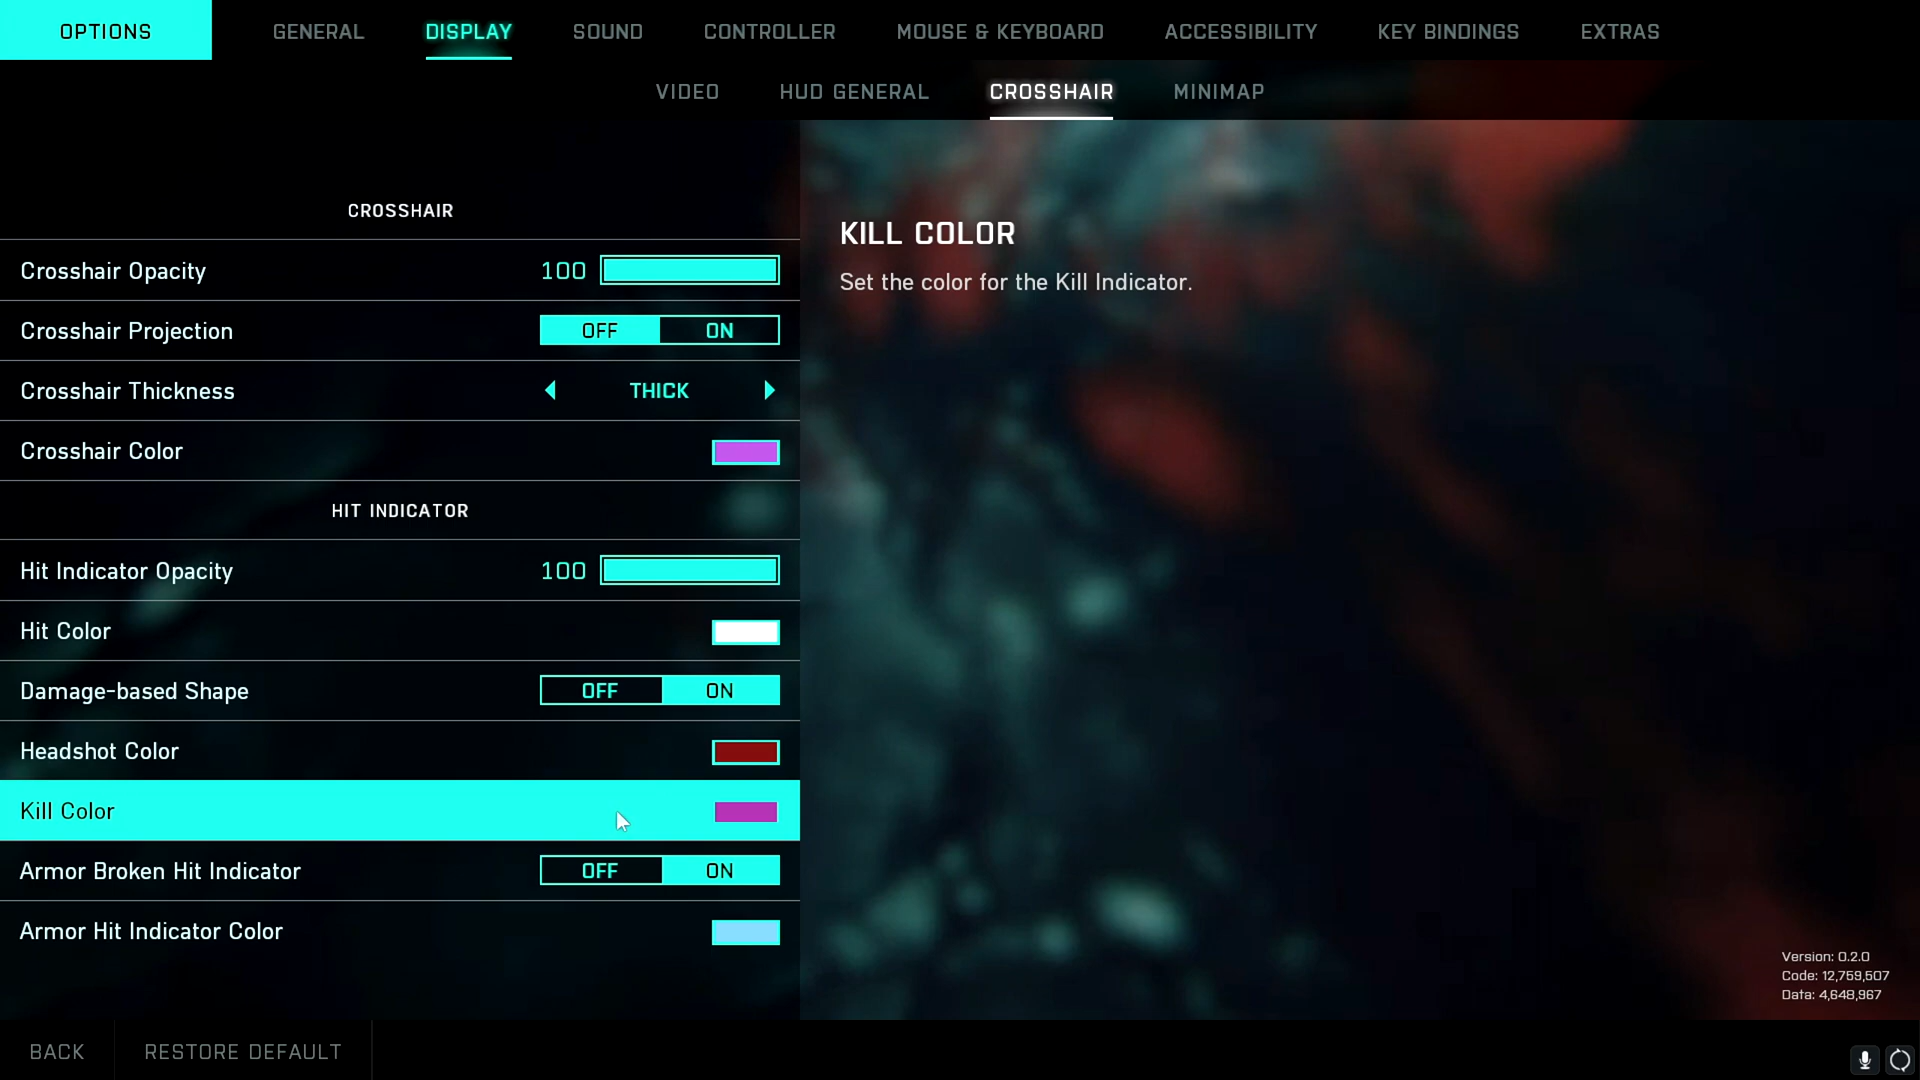 OPTIONS GENERAL DISPLAY SOUND CONTROLLER MOUSE & KEYBOARD ACCESSIBILITY KEY BINDINGS EXTRAS
VIDEO HUD GENERAL CROSSHAIR MINIMAP
CROSSHAIR
Crosshair Opacity 100
Crosshair Projection OFF ON
Crosshair Thickness THICK
Crosshair Color
HIT INDICATOR
Hit Indicator Opacity 100
Hit Color
Damage-based Shape OFF ON
Headshot Color
Kill Color
Armor Broken Hit Indicator OFF ON
Armor Hit Indicator Color
KILL COLOR
Set the color for the Kill Indicator.
Version: 0.2.0
Code: 12,759,507
Data: 4,648,967
BACK RESTORE DEFAULT